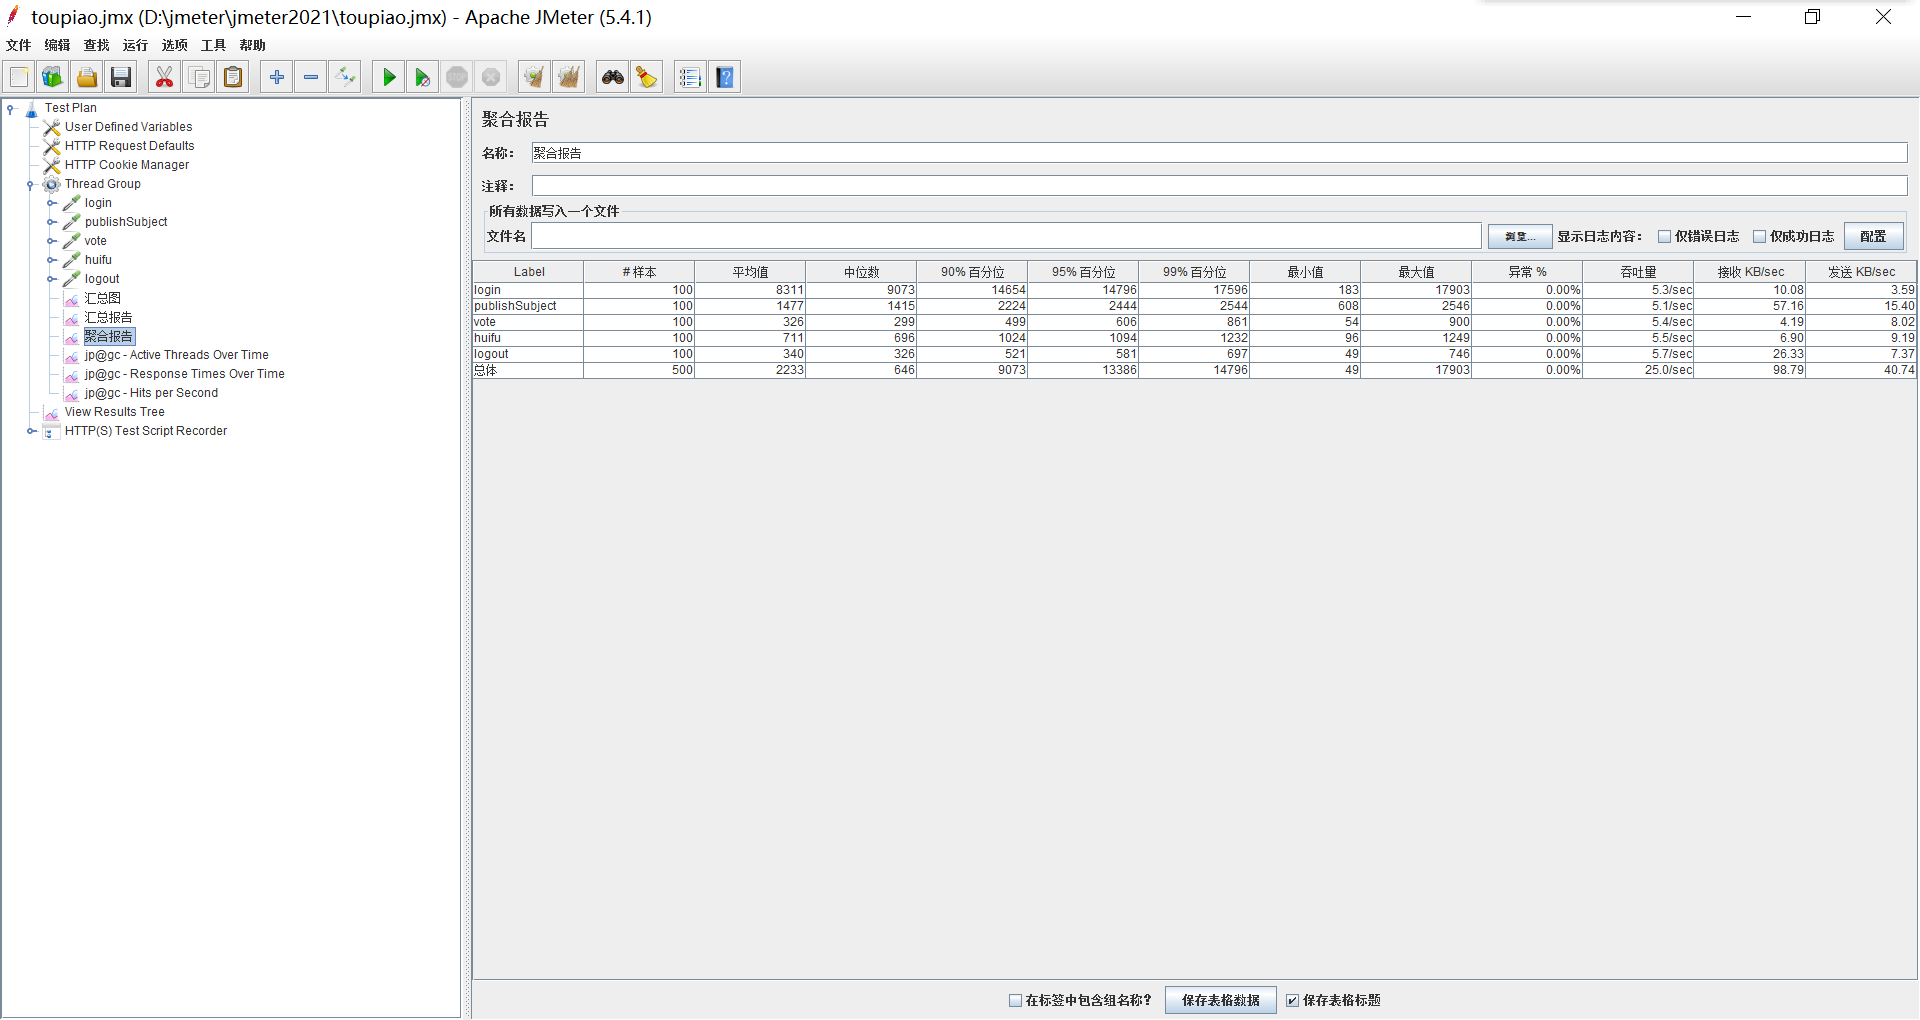 toupiao.jmx (D:\jmeter\jmeter2021\toupiao.jmx) - Apache JMeter (5.4.1)
文件 编辑 查找 运行 选项 工具 帮助
STOP
Test Plan
User Defined Variables
HTTP Request Defaults
HTTP Cookie Manager
Thread Group
login
publishSubject
vote
huifu
logout
汇总图
汇总报告
聚合报告
jp@gc - Active Threads Over Time
jp@gc - Response Times Over Time
jp@gc - Hits per Second
View Results Tree
HTTP(S) Test Script Recorder
聚合报告
名称： 聚合报告
注释：
所有数据写入一个文件
文件名 浏览... 显示日志内容： 仅错误日志 仅成功日志 配置
Label # 样本 平均值 中位数 90% 百分位 95% 百分位 99% 百分位 最小值 最大值 异常 % 吞吐量 接收 KB/sec 发送 KB/sec
login 100 8311 9073 14654 14796 17596 183 17903 0.00% 5.3/sec 10.08 3.59
publishSubject 100 1477 1415 2224 2444 2544 608 2546 0.00% 5.1/sec 57.16 15.40
vote 100 326 299 499 606 861 54 900 0.00% 5.4/sec 4.19 8.02
huifu 100 711 696 1024 1094 1232 96 1249 0.00% 5.5/sec 6.90 9.19
logout 100 340 326 521 581 697 49 746 0.00% 5.7/sec 26.33 7.37
总体 500 2233 646 9073 13386 14796 49 17903 0.00% 25.0/sec 98.79 40.74
在标签中包含组名称？ 保存表格数据 保存表格标题